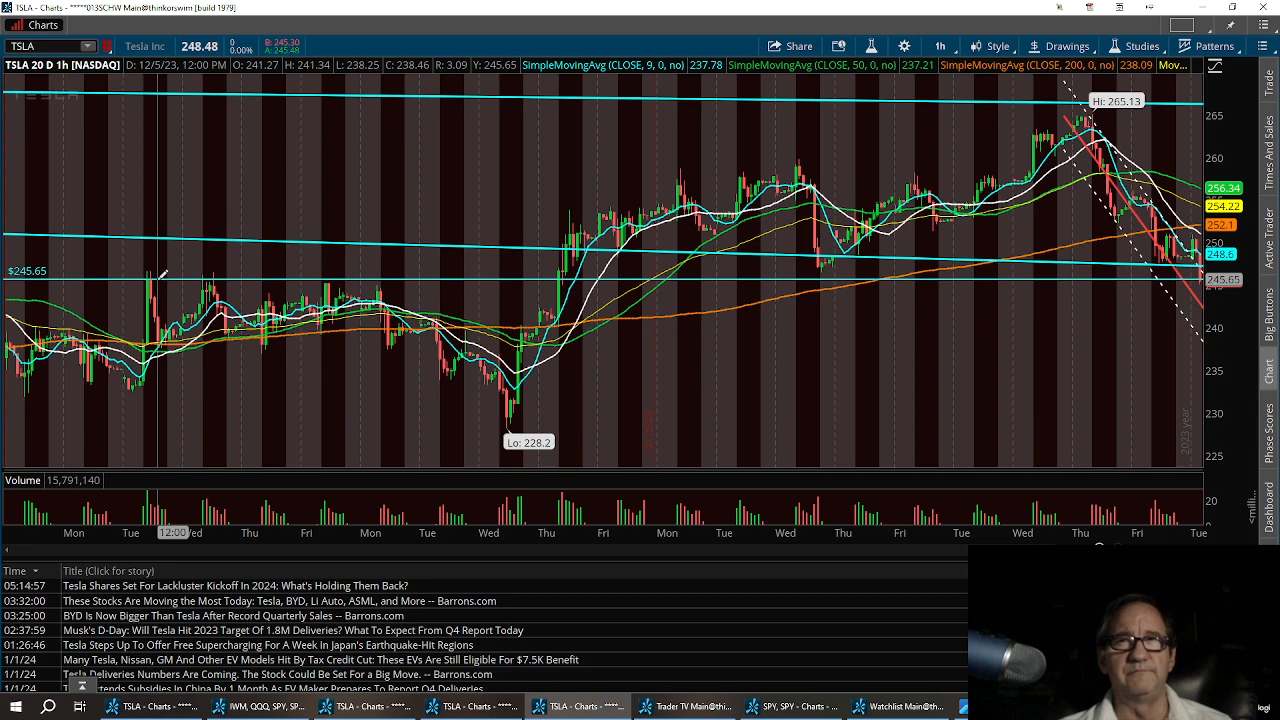 TSLA - Charts - *****013SCHW Main@thinkorswim [build 1979]
Charts
TSLA
Tesla Inc
248.48
0
0.00%
B: 245.30
A: 245.48
Share
1h
Style
Drawings
Studies
Patterns
TSLA 20 D 1h [NASDAQ]
D: 12/5/23, 12:00 PM
O: 241.27
H: 241.34
L: 238.25
C: 238.46
R: 3.09
Y: 245.65
SimpleMovingAvg (CLOSE, 9, 0, no)
237.78
SimpleMovingAvg (CLOSE, 50, 0, no)
237.21
SimpleMovingAvg (CLOSE, 200, 0, no)
238.09
Mov...
TESLA
Hi: 265.13
265
260
256.34
254.22
252.1
250
248.6
$245.65
245.65
240
235
230
225
Lo: 228.2
2023 year
Volume
15,791,140
20
0
<millio...
Mon
Tue
12:00
Wed
Thu
Fri
Mon
Tue
Wed
Thu
Fri
Mon
Tue
Wed
Thu
Fri
Tue
Wed
Thu
Fri
Tue
Trade
Times And Sales
Active Trader
Big Buttons
Chart
Phase Scores
Dashboard
Time
Title (Click for story)
05:14:57 Tesla Shares Set For Lackluster Kickoff In 2024: What's Holding Them Back?
03:32:00 These Stocks Are Moving the Most Today: Tesla, BYD, Li Auto, ASML, and More -- Barrons.com
03:25:00 BYD Is Now Bigger Than Tesla After Record Quarterly Sales -- Barrons.com
02:37:59 Musk's D-Day: Will Tesla Hit 2023 Target Of 1.8M Deliveries? What To Expect From Q4 Report Today
01:26:46 Tesla Steps Up To Offer Free Supercharging For A Week In Japan's Earthquake-Hit Regions
1/1/24 Many Tesla, Nissan, GM And Other EV Models Hit By Tax Credit Cut: These EVs Are Still Eligible For $7.5K Benefit
1/1/24 Tesla Deliveries Numbers Are Coming. The Stock Could Be Set For a Big Move. -- Barrons.com
1/1/24 Extends Subsidies In China By 1 Month As EV Maker Prepares To Report Q4 Deliveries
logi
TSLA - Charts - ****...
IWM, QQQ, SPY, SP...
TSLA - Charts - ****...
TSLA - Charts - ****...
TSLA - Charts - ****...
Trader TV Main@th...
SPY, SPY - Charts - ...
Watchlist Main@th...